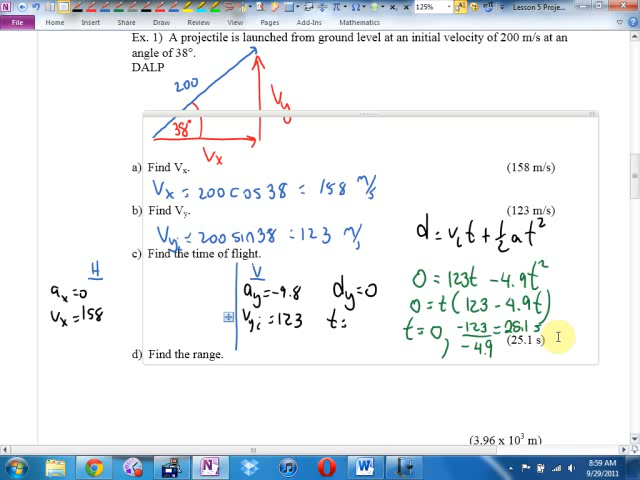 125%
Lesson 5 Proje
File
Home
Insert
Share
Draw
Review
View
Add-Ins
Mathematics
Ex. 1) A projectile is launched from ground level at an initial velocity of 200 m/s at an
angle of 38°.
DALP
200
38°
Vy
Vx
a) Find Vx.
(158 m/s)
Vx = 200 cos 38 = 158 m/s
b) Find Vy.
(123 m/s)
Vyi = 200 sin 38 = 123 m/s
d = Vit + 1/2 at²
c) Find the time of flight.
H
ax = 0
Vx = 158
V
ay = -9.8
Vyi = 123
dy = 0
t =
0 = 123t - 4.9t²
0 = t(123 - 4.9t)
t = 0, -123/-4.9 = 25.1 s
(25.1 s)
d) Find the range.
(3.96 x 10³ m)
8:59 AM
9/29/2011